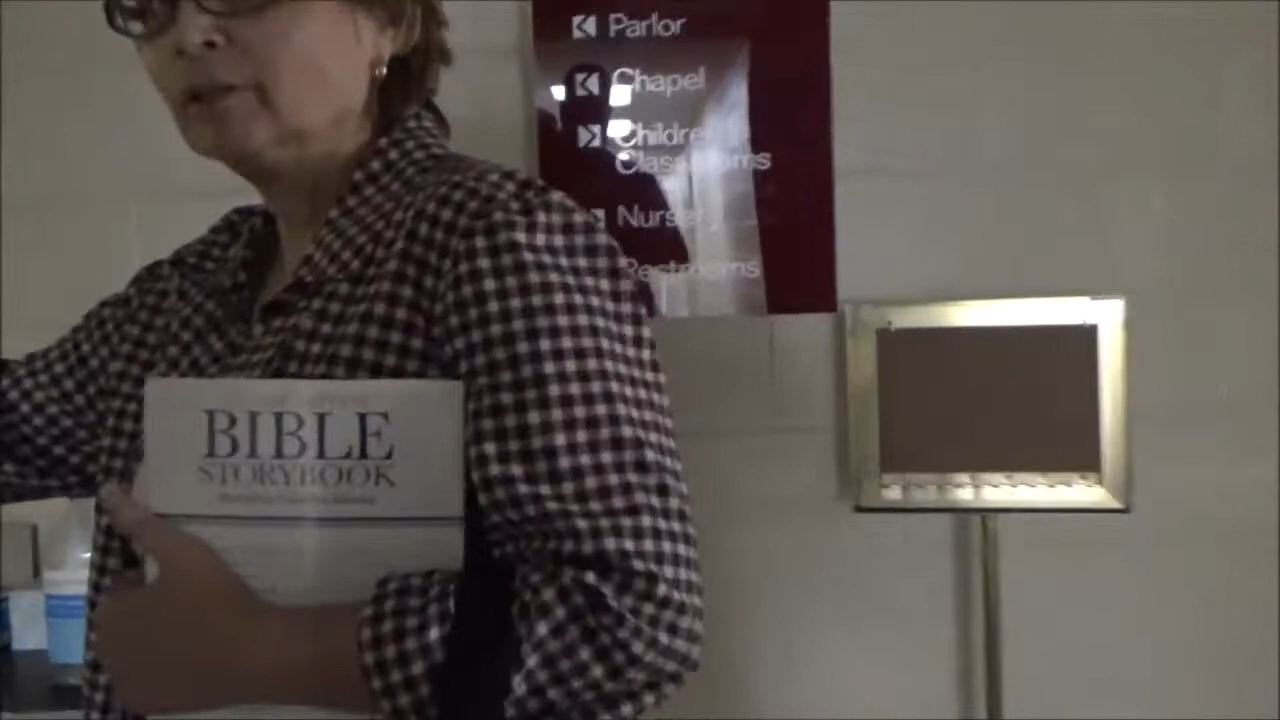 Parlor
Chapel
Children's
Classrooms
Nursery
Restrooms
BIBLE
STORYBOOK